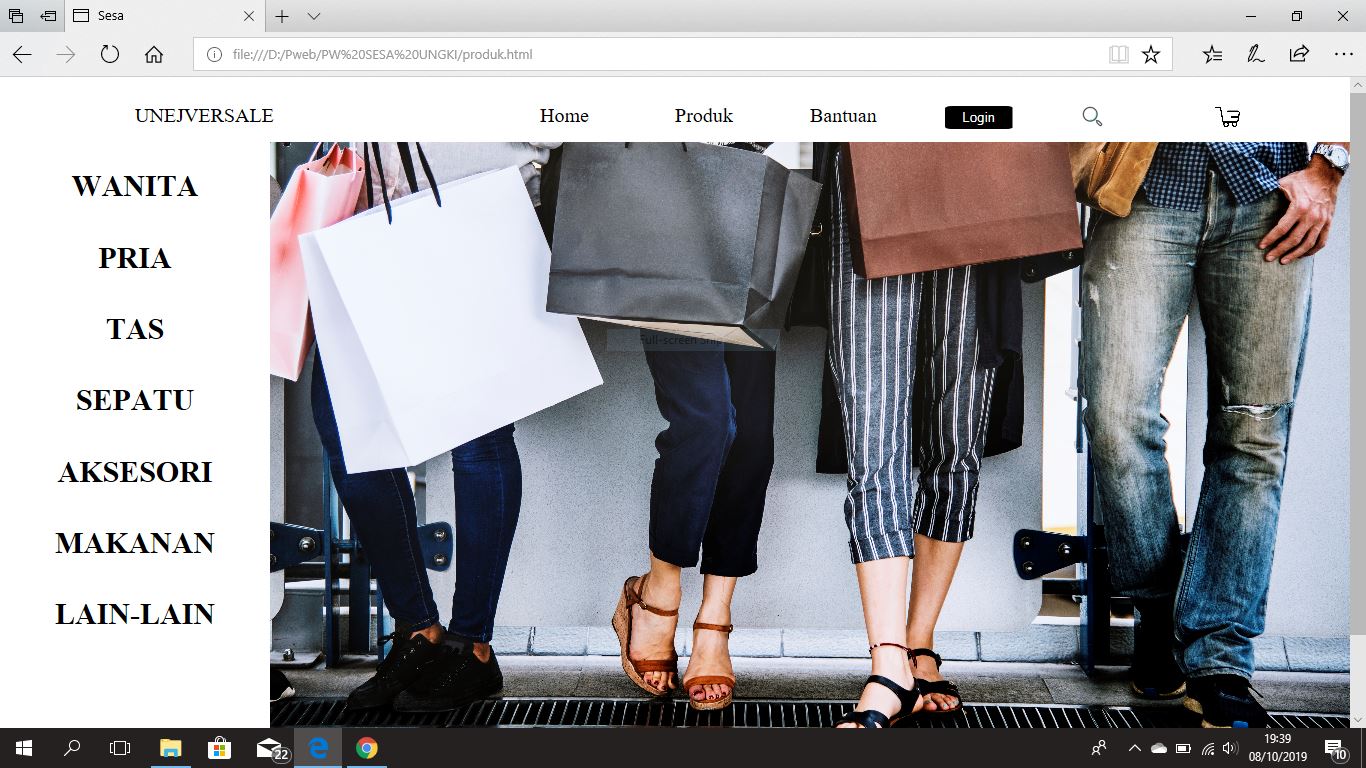 Sesa
file:///D:/Pweb/PW%20SESA%20UNGKI/produk.html
UNEJVERSALE
Home
Produk
Bantuan
Login
WANITA
PRIA
TAS
SEPATU
AKSESORI
MAKANAN
LAIN-LAIN
Full-screen Snip
22
19:39
08/10/2019
10